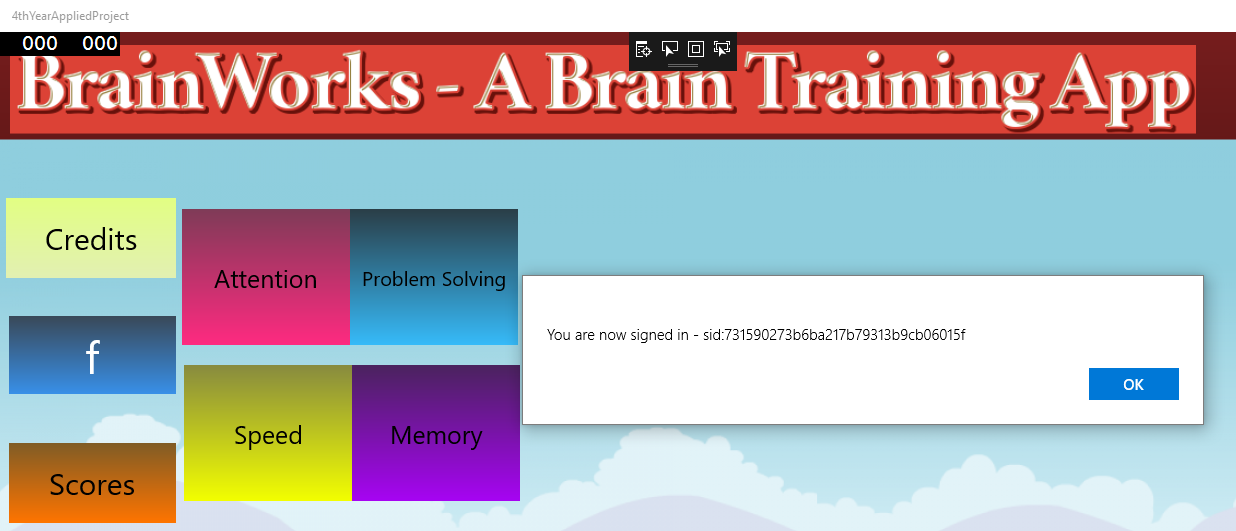 4thYearAppliedProject
000 000
BrainWorks - A Brain Training App
Credits
Attention
Problem Solving
You are now signed in - sid:731590273b6ba217b79313b9cb06015f
f
OK
Speed
Memory
Scores